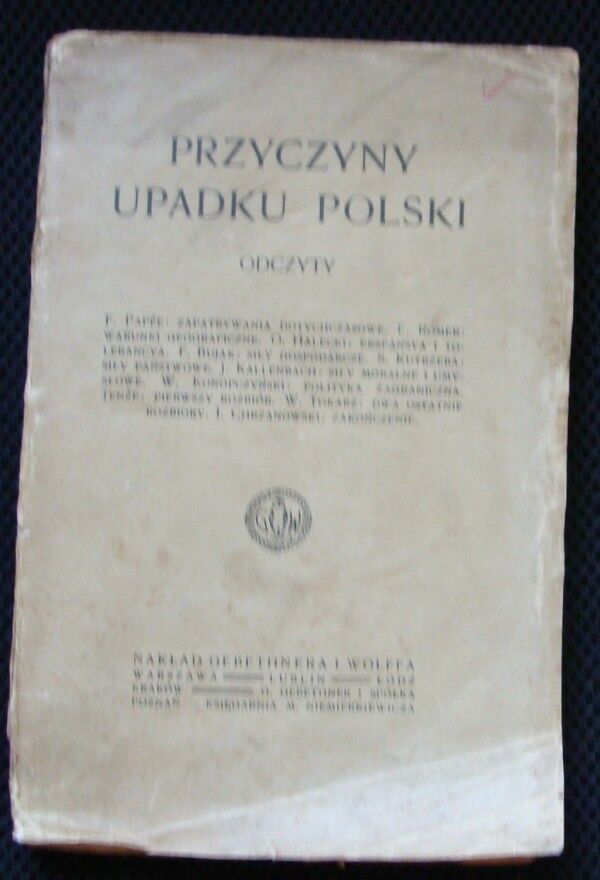 PRZYCZYNY
UPADKU POLSKI
ODCZYTY
F. PAPÉE: ZAPATRYWANIA DOTYCHCZASOWE. E. ROMER:
WARUNKI GEOGRAFICZNE. O. HALECKI: EKSPANSYA I TO-
LERANCYA. F. BUJAK: SIŁY GOSPODARCZE. S. KUTRZEBA:
SIŁY PAŃSTWOWE. J. KALLENBACH: SIŁY MORALNE I UMY-
SŁOWE. W. KONOPCZYŃSKI: POLITYKA ZAGRANICZNA.
TENŻE: PIERWSZY ROZBIÓR. W. TOKARZ: DWA OSTATNIE
ROZBIORY. I. CHRZANOWSKI: ZAKOŃCZENIE.
G W
NAKŁAD GEBETHNERA I WOLFFA
WARSZAWA LUBLIN ŁÓDŹ
KRAKÓW G. GEBETHNER I SPÓŁKA
POZNAŃ KSIĘGARNIA M. NIEMIERKIEWICZA